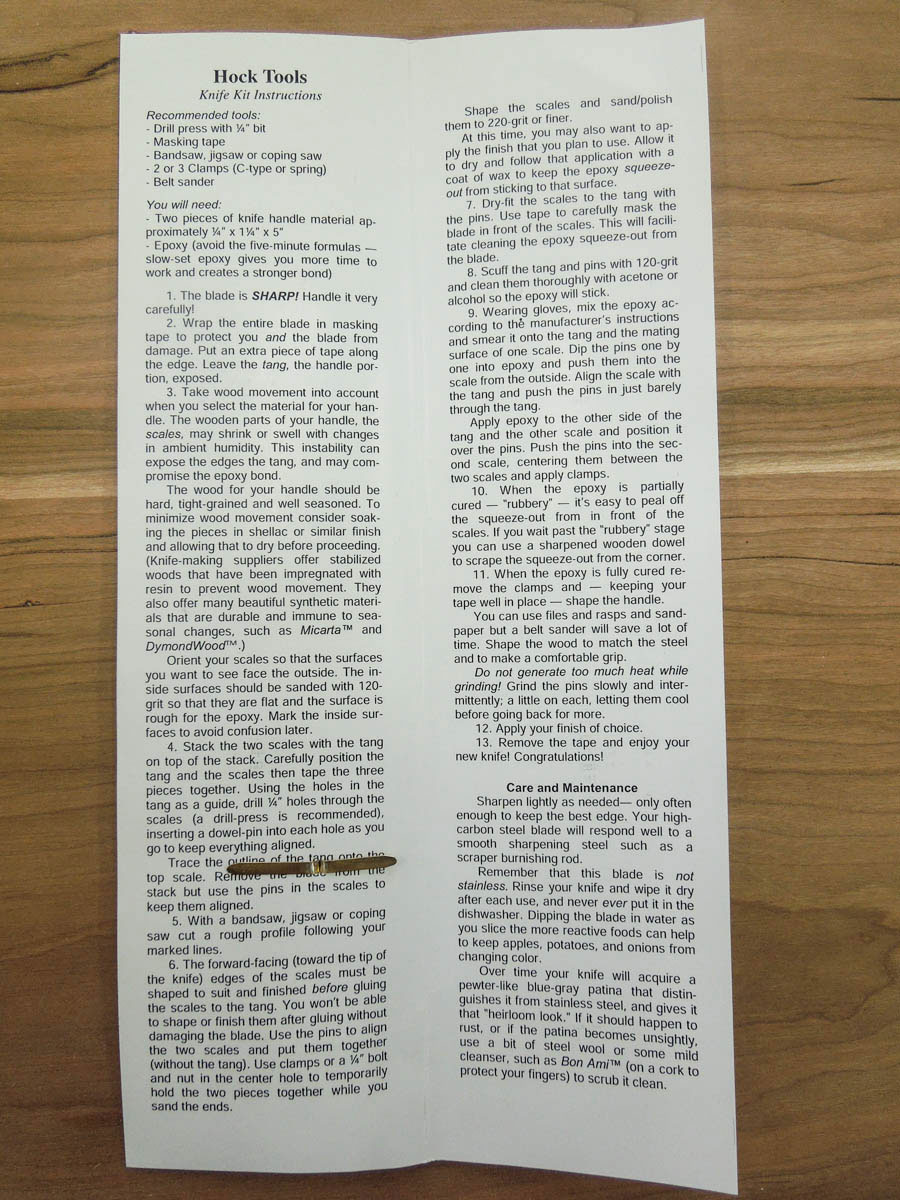 Hock Tools
Knife Kit Instructions
Recommended tools:
- Drill press with ¼" bit
- Masking tape
- Bandsaw, jigsaw or coping saw
- 2 or 3 Clamps (C-type or spring)
- Belt sander
You will need:
- Two pieces of knife handle material ap-
proximately ¼" x 1¼" x 5"
- Epoxy (avoid the five-minute formulas —
slow-set epoxy gives you more time to
work and creates a stronger bond)
1. The blade is SHARP! Handle it very
carefully!
2. Wrap the entire blade in masking
tape to protect you and the blade from
damage. Put an extra piece of tape along
the edge. Leave the tang, the handle por-
tion, exposed.
3. Take wood movement into account
when you select the material for your han-
dle. The wooden parts of your handle, the
scales, may shrink or swell with changes
in ambient humidity. This instability can
expose the edges the tang, and may com-
promise the epoxy bond.
The wood for your handle should be
hard, tight-grained and well seasoned. To
minimize wood movement consider soak-
ing the pieces in shellac or similar finish
and allowing that to dry before proceeding.
(Knife-making suppliers offer stabilized
woods that have been impregnated with
resin to prevent wood movement. They
also offer many beautiful synthetic materi-
als that are durable and immune to sea-
sonal changes, such as Micarta™ and
DymondWood™.)
Orient your scales so that the surfaces
you want to see face the outside. The in-
side surfaces should be sanded with 120-
grit so that they are flat and the surface is
rough for the epoxy. Mark the inside sur-
faces to avoid confusion later.
4. Stack the two scales with the tang
on top of the stack. Carefully position the
tang and the scales then tape the three
pieces together. Using the holes in the
tang as a guide, drill ¼" holes through the
scales (a drill-press is recommended),
inserting a dowel-pin into each hole as you
go to keep everything aligned.
Trace the outline of the tang onto the
top scale. Remove the blade from the
stack but use the pins in the scales to
keep them aligned.
5. With a bandsaw, jigsaw or coping
saw cut a rough profile following your
marked lines.
6. The forward-facing (toward the tip of
the knife) edges of the scales must be
shaped to suit and finished before gluing
the scales to the tang. You won't be able
to shape or finish them after gluing without
damaging the blade. Use the pins to align
the two scales and put them together
(without the tang). Use clamps or a ¼" bolt
and nut in the center hole to temporarily
hold the two pieces together while you
sand the ends.
Shape the scales and sand/polish
them to 220-grit or finer.
At this time, you may also want to ap-
ply the finish that you plan to use. Allow it
to dry and follow that application with a
coat of wax to keep the epoxy squeeze-
out from sticking to that surface.
7. Dry-fit the scales to the tang with
the pins. Use tape to carefully mask the
blade in front of the scales. This will facili-
tate cleaning the epoxy squeeze-out from
the blade.
8. Scuff the tang and pins with 120-grit
and clean them thoroughly with acetone or
alcohol so the epoxy will stick.
9. Wearing gloves, mix the epoxy ac-
cording to the manufacturer's instructions
and smear it onto the tang and the mating
surface of one scale. Dip the pins one by
one into epoxy and push them into the
scale from the outside. Align the scale with
the tang and push the pins in just barely
through the tang.
Apply epoxy to the other side of the
tang and the other scale and position it
over the pins. Push the pins into the sec-
ond scale, centering them between the
two scales and apply clamps.
10. When the epoxy is partially
cured — "rubbery" — it's easy to peal off
the squeeze-out from in front of the
scales. If you wait past the "rubbery" stage
you can use a sharpened wooden dowel
to scrape the squeeze-out from the corner.
11. When the epoxy is fully cured re-
move the clamps and — keeping your
tape well in place — shape the handle.
You can use files and rasps and sand-
paper but a belt sander will save a lot of
time. Shape the wood to match the steel
and to make a comfortable grip.
Do not generate too much heat while
grinding! Grind the pins slowly and inter-
mittently; a little on each, letting them cool
before going back for more.
12. Apply your finish of choice.
13. Remove the tape and enjoy your
new knife! Congratulations!
Care and Maintenance
Sharpen lightly as needed— only often
enough to keep the best edge. Your high-
carbon steel blade will respond well to a
smooth sharpening steel such as a
scraper burnishing rod.
Remember that this blade is not
stainless. Rinse your knife and wipe it dry
after each use, and never ever put it in the
dishwasher. Dipping the blade in water as
you slice the more reactive foods can help
to keep apples, potatoes, and onions from
changing color.
Over time your knife will acquire a
pewter-like blue-gray patina that distin-
guishes it from stainless steel, and gives it
that "heirloom look." If it should happen to
rust, or if the patina becomes unsightly,
use a bit of steel wool or some mild
cleanser, such as Bon Ami™ (on a cork to
protect your fingers) to scrub it clean.